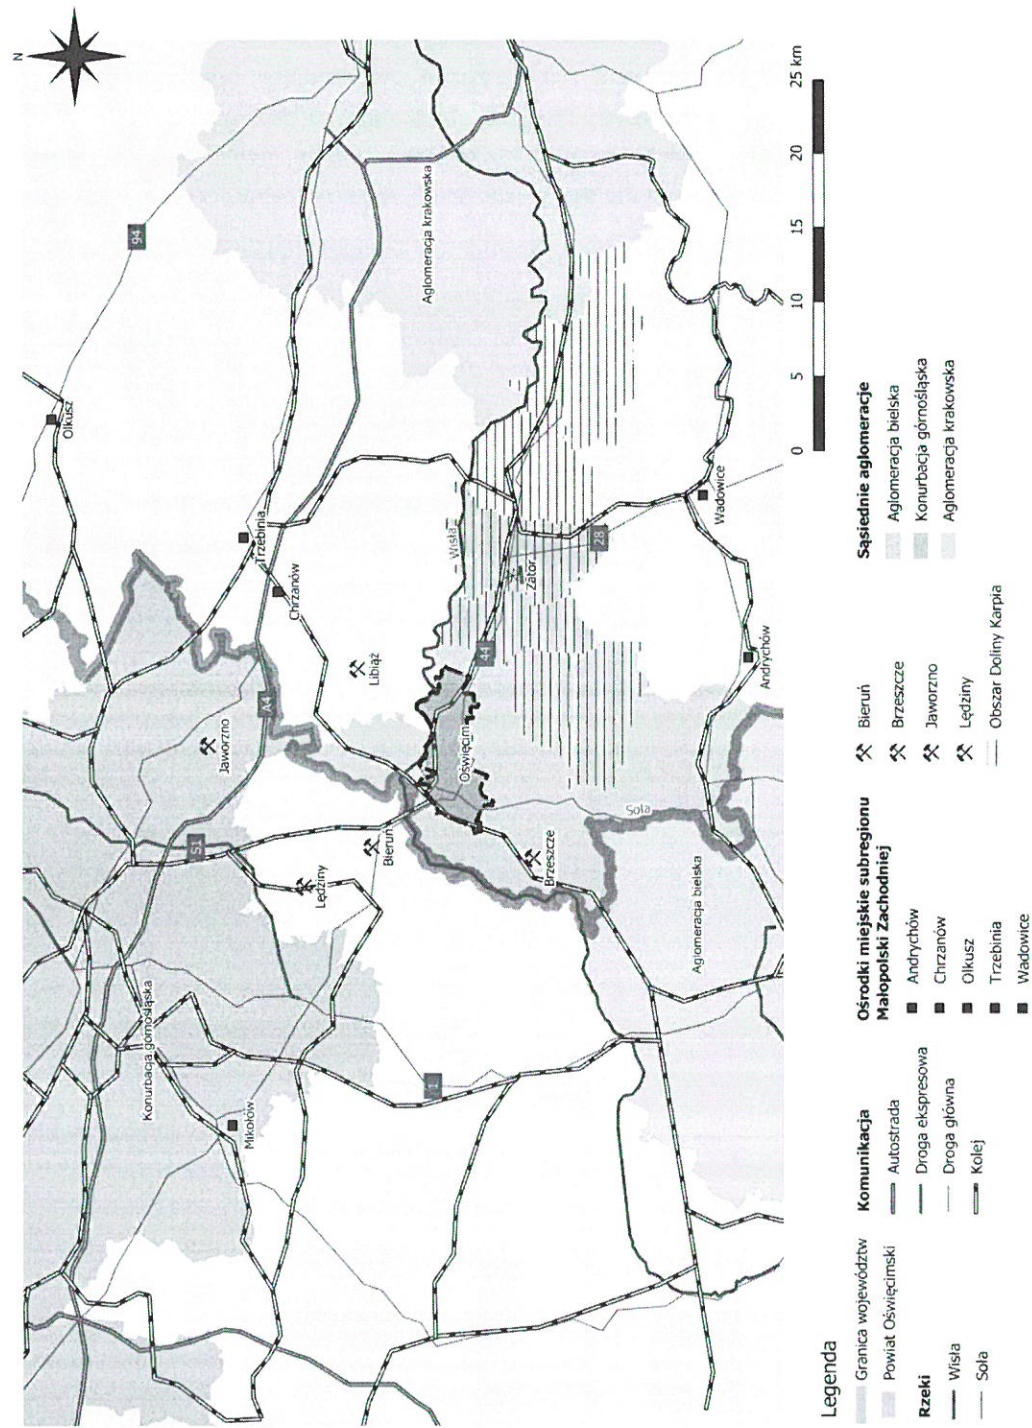 N
94
Olkusz
Aglomeracja krakowska
Trzebinia
Chrzanów
A4
Jaworzno
Libiąż
Wisła
S1
Konurbacja górnośląska
Lędziny
Bieruń
Oświęcim
44
Zator
28
Mikołów
1
Brzeszcze
Soła
Wadowice
Andrychów
Aglomeracja bielska
0 5 10 15 20 25 km
Legenda
Granica województw
Powiat Oświęcimski
Rzeki
Wisła
Soła
Komunikacja
Autostrada
Droga ekspresowa
Droga główna
Kolej
Ośrodki miejskie subregionu
Małopolski Zachodniej
Andrychów
Chrzanów
Olkusz
Trzebinia
Wadowice
Bieruń
Brzeszcze
Jaworzno
Lędziny
Obszar Doliny Karpia
Sąsiednie aglomeracje
Aglomeracja bielska
Konurbacja górnośląska
Aglomeracja krakowska